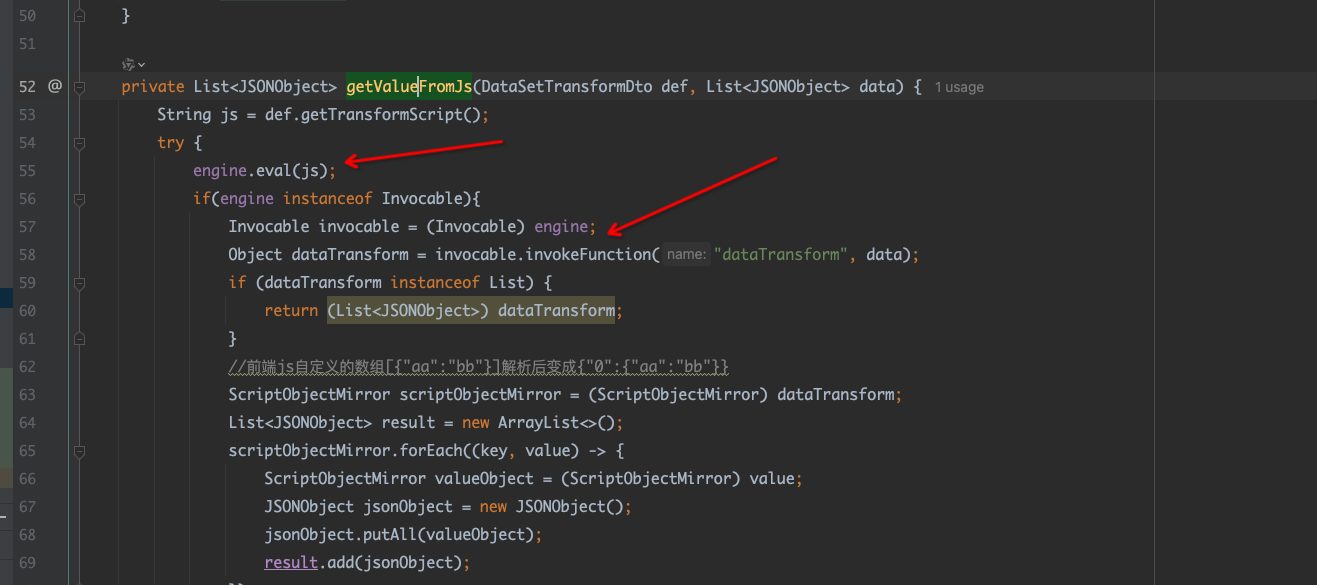 50 }
51
52 @ private List<JSONObject> getValueFromJs(DataSetTransformDto def, List<JSONObject> data) { 1 usage
53 String js = def.getTransformScript();
54 try {
55 engine.eval(js);
56 if(engine instanceof Invocable){
57 Invocable invocable = (Invocable) engine;
58 Object dataTransform = invocable.invokeFunction( name: "dataTransform", data);
59 if (dataTransform instanceof List) {
60 return (List<JSONObject>) dataTransform;
61 }
62 //前端js自定义的数组[{"aa":"bb"}]解析后变成{"0":{"aa":"bb"}}
63 ScriptObjectMirror scriptObjectMirror = (ScriptObjectMirror) dataTransform;
64 List<JSONObject> result = new ArrayList<>();
65 scriptObjectMirror.forEach((key, value) -> {
66 ScriptObjectMirror valueObject = (ScriptObjectMirror) value;
67 JSONObject jsonObject = new JSONObject();
68 jsonObject.putAll(valueObject);
69 result.add(jsonObject);